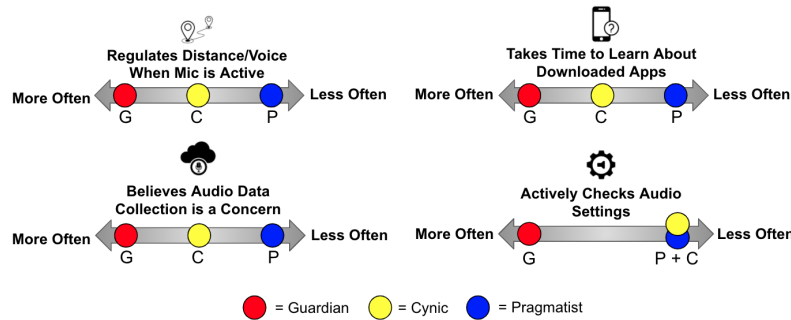 Regulates Distance/Voice
When Mic is Active
More Often
Less Often
G C P
Takes Time to Learn About
Downloaded Apps
More Often
Less Often
G C P
Believes Audio Data
Collection is a Concern
More Often
Less Often
G C P
Actively Checks Audio
Settings
More Often
Less Often
G P + C
= Guardian = Cynic = Pragmatist